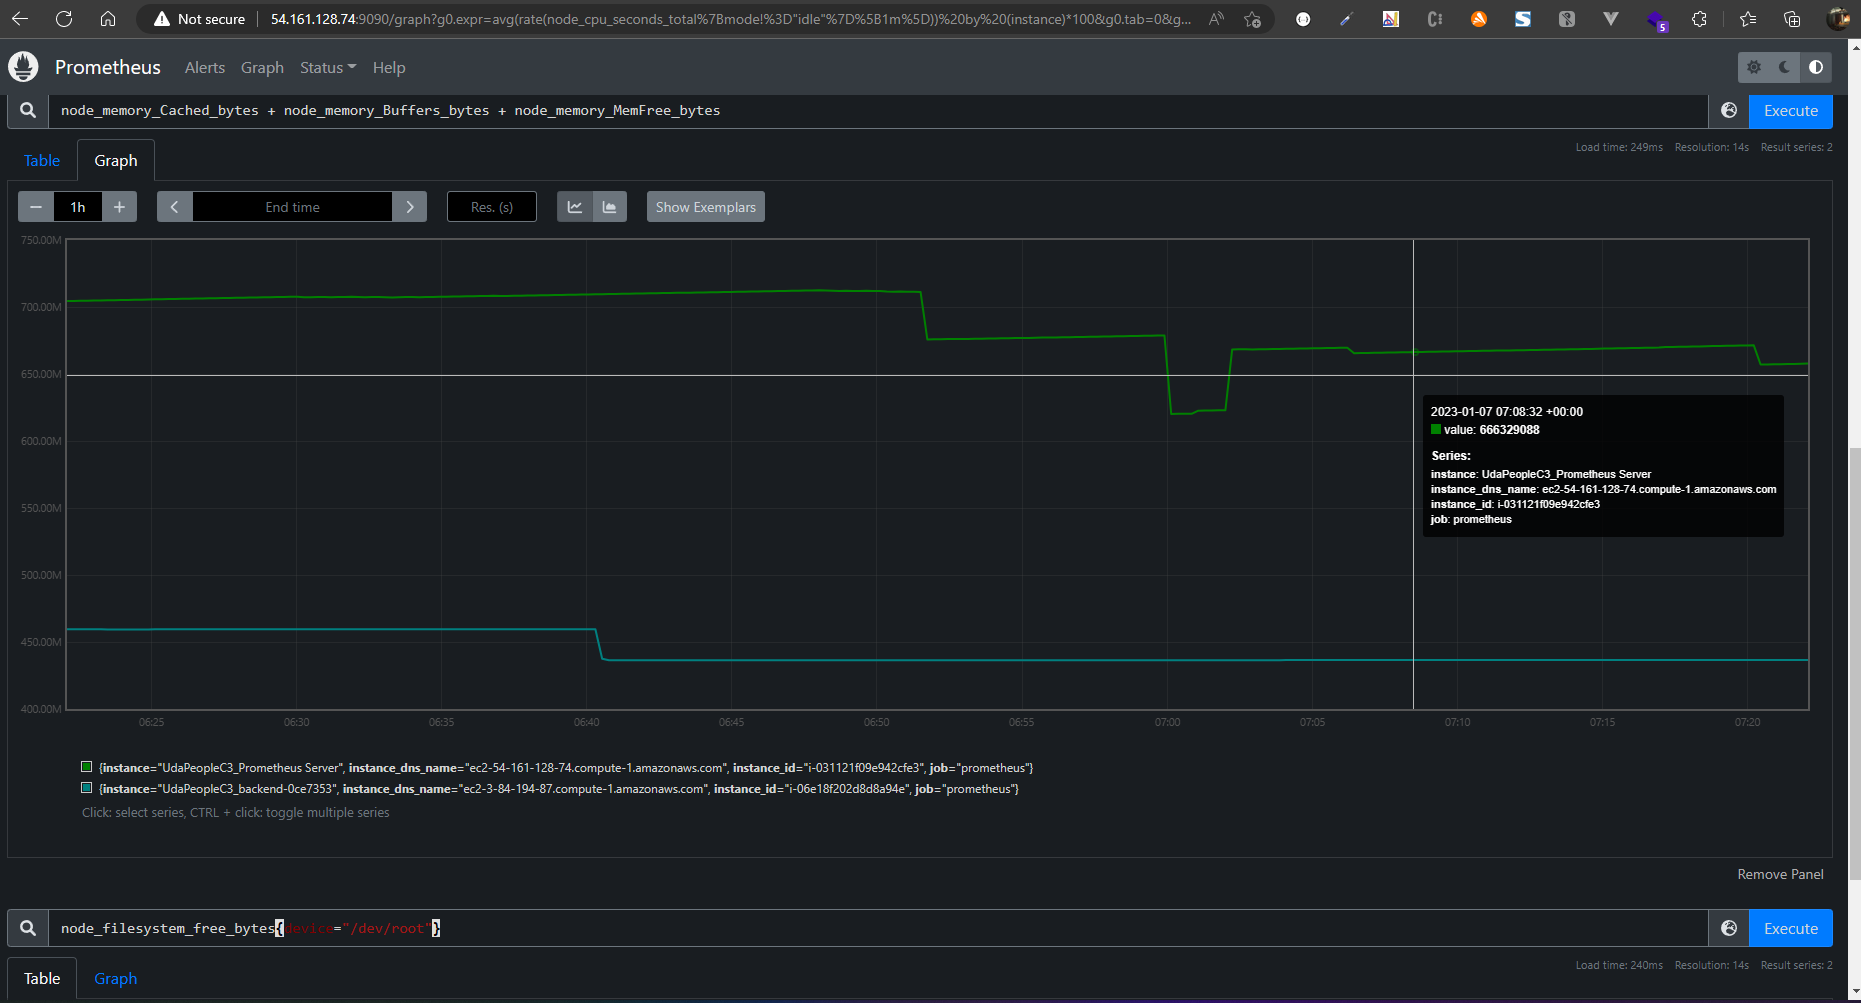 Not secure
54.161.128.74:9090/graph?g0.expr=avg(rate(node_cpu_seconds_total%7Bmode!%3D"idle"%7D%5B1m%5D))%20by%20(instance)*100&g0.tab=0&g...
5
Prometheus Alerts Graph Status Help
node_memory_Cached_bytes + node_memory_Buffers_bytes + node_memory_MemFree_bytes
Execute
Table
Graph
Load time: 249ms Resolution: 14s Result series: 2
− 1h + End time Res. (s) Show Exemplars
750.00M
700.00M
650.00M
600.00M
550.00M
500.00M
450.00M
400.00M
2023-01-07 07:08:32 +00:00
value: 666329088
Series:
instance: UdaPeopleC3_Prometheus Server
instance_dns_name: ec2-54-161-128-74.compute-1.amazonaws.com
instance_id: i-031121f09e942cfe3
job: prometheus
06:25 06:30 06:35 06:40 06:45 06:50 06:55 07:00 07:05 07:10 07:15 07:20
{instance="UdaPeopleC3_Prometheus Server", instance_dns_name="ec2-54-161-128-74.compute-1.amazonaws.com", instance_id="i-031121f09e942cfe3", job="prometheus"}
{instance="UdaPeopleC3_backend-0ce7353", instance_dns_name="ec2-3-84-194-87.compute-1.amazonaws.com", instance_id="i-06e18f202d8d8a94e", job="prometheus"}
Click: select series, CTRL + click: toggle multiple series
Remove Panel
node_filesystem_free_bytes{device="/dev/root"}
Execute
Table
Graph
Load time: 240ms Resolution: 14s Result series: 2